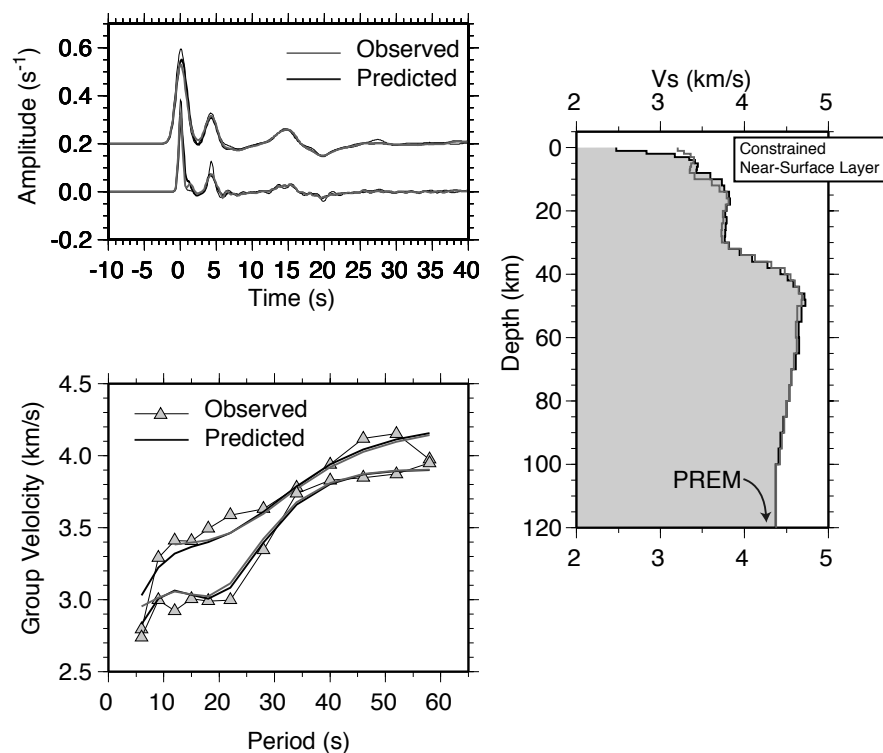 Amplitude (s-1)
0.6
0.4
0.2
0.0
-0.2
Observed
Predicted
-10 -5 0 5 10 15 20 25 30 35 40
Time (s)
Group Velolcity (km/s)
4.5
4.0
3.5
3.0
2.5
Observed
Predicted
0 10 20 30 40 50 60
Period (s)
Vs (km/s)
2 3 4 5
Constrained
Near-Surface Layer
Depth (km)
0
20
40
60
80
100
120
PREM
2 3 4 5